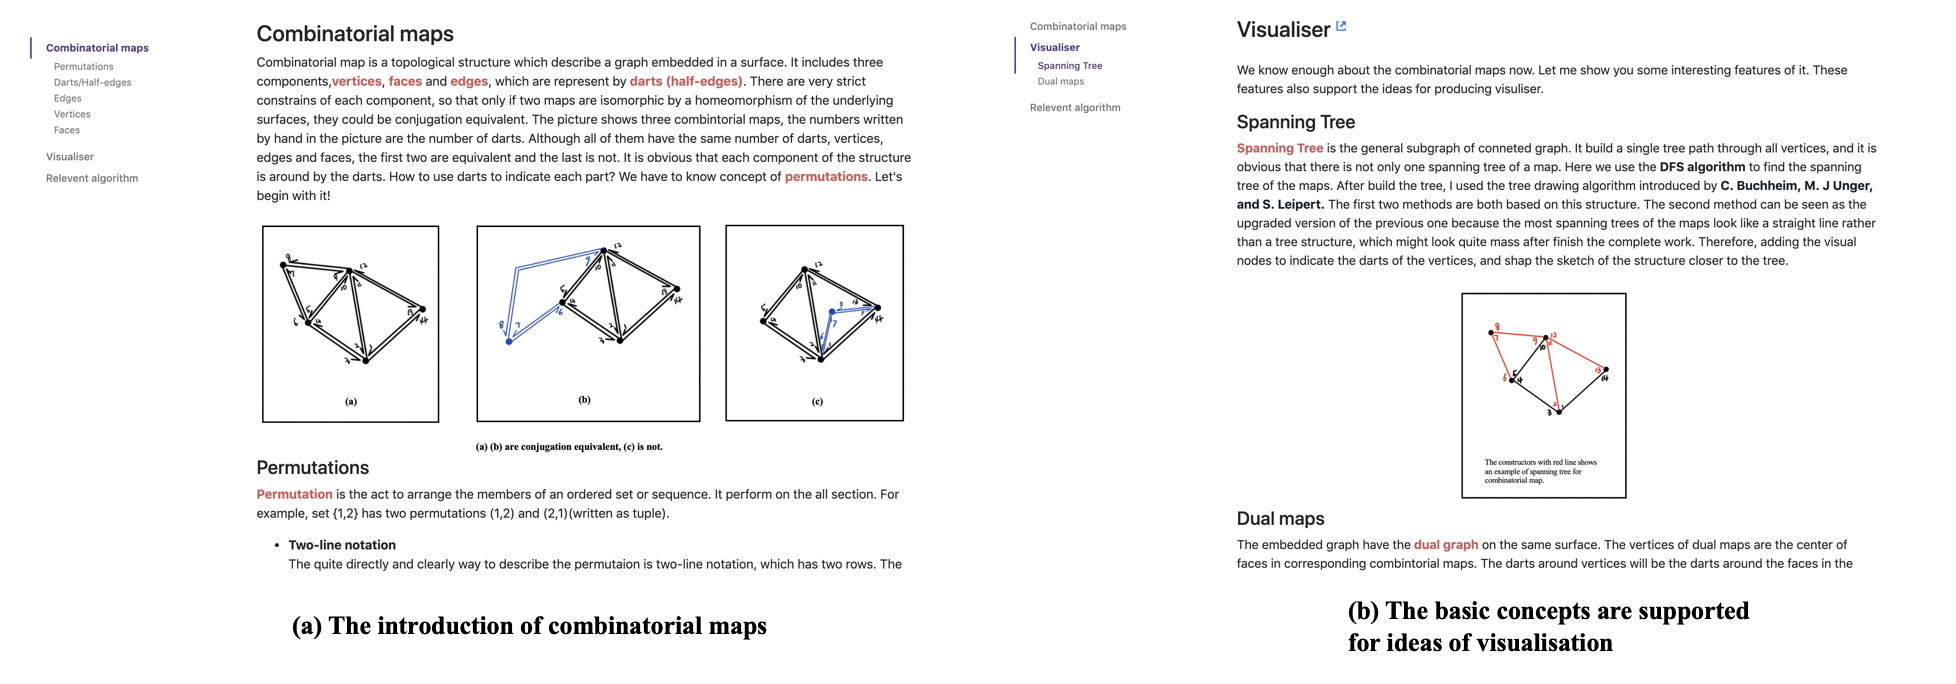 Combinatorial maps
Permutations
Darts/Half-edges
Edges
Vertices
Faces
Visualiser
Relevent algorithm
Combinatorial maps
Combinatorial map is a topological structure which describe a graph embedded in a surface. It includes three
components,vertices, faces and edges, which are represent by darts (half-edges). There are very strict
constrains of each component, so that only if two maps are isomorphic by a homeomorphism of the underlying
surfaces, they could be conjugation equivalent. The picture shows three combintorial maps, the numbers written
by hand in the picture are the number of darts. Although all of them have the same number of darts, vertices,
edges and faces, the first two are equivalent and the last is not. It is obvious that each component of the structure
is around by the darts. How to use darts to indicate each part? We have to know concept of permutations. Let's
begin with it!
(a)
(b)
(c)
(a) (b) are conjugation equivalent, (c) is not.
Permutations
Permutation is the act to arrange the members of an ordered set or sequence. It perform on the all section. For
example, set {1,2} has two permutations (1,2) and (2,1)(written as tuple).
• Two-line notation
The quite directly and clearly way to describe the permutaion is two-line notation, which has two rows. The
(a) The introduction of combinatorial maps
Combinatorial maps
Visualiser
Spanning Tree
Dual maps
Relevent algorithm
Visualiser
We know enough about the combinatorial maps now. Let me show you some interesting features of it. These
features also support the ideas for producing visuliser.
Spanning Tree
Spanning Tree is the general subgraph of conneted graph. It build a single tree path through all vertices, and it is
obvious that there is not only one spanning tree of a map. Here we use the DFS algorithm to find the spanning
tree of the maps. After build the tree, I used the tree drawing algorithm introduced by C. Buchheim, M. J Unger,
and S. Leipert. The first two methods are both based on this structure. The second method can be seen as the
upgraded version of the previous one because the most spanning trees of the maps look like a straight line rather
than a tree structure, which might look quite mass after finish the complete work. Therefore, adding the visual
nodes to indicate the darts of the vertices, and shap the sketch of the structure closer to the tree.
8
7
9
12
10
6
5
4
13
14
2
1
3
The constructors with red line shows
an example of spanning tree for
combinatorial map.
Dual maps
The embedded graph have the dual graph on the same surface. The vertices of dual maps are the center of
faces in corresponding combintorial maps. The darts around vertices will be the darts around the faces in the
(b) The basic concepts are supported
for ideas of visualisation